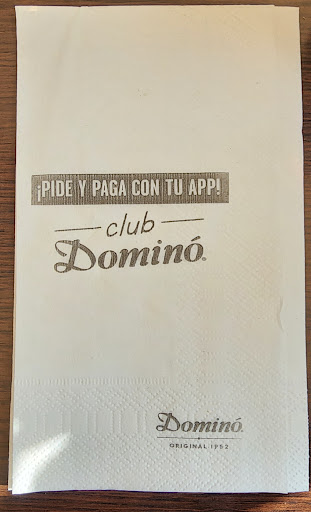 ¡PIDE Y PAGA CON TU APP!
club
Dominó.
Dominó.
ORIGINAL 1952